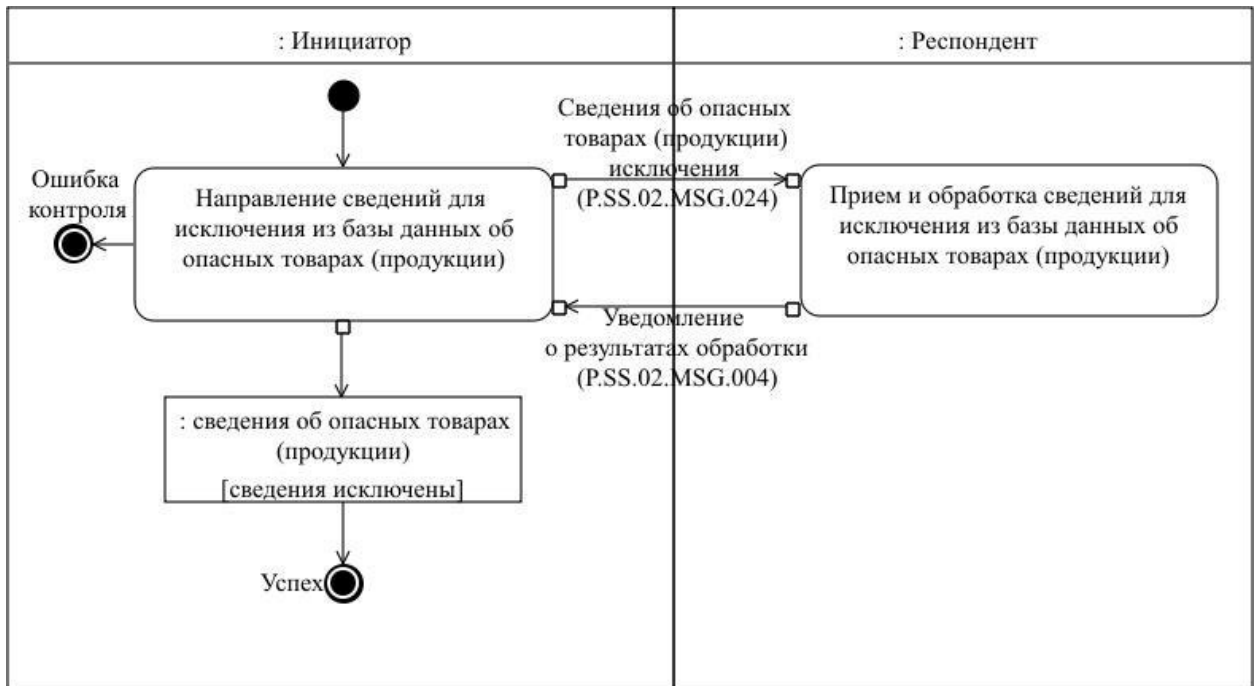 : Инициатор
: Респондент
Сведения об опасных
товарах (продукции)
исключения
(P.SS.02.MSG.024)
Ошибка
контроля
Направление сведений для
исключения из базы данных об
опасных товарах (продукции)
Прием и обработка сведений для
исключения из базы данных об
опасных товарах (продукции)
Уведомление
о результатах обработки
(P.SS.02.MSG.004)
: сведения об опасных товарах
(продукции)
[сведения исключены]
Успех